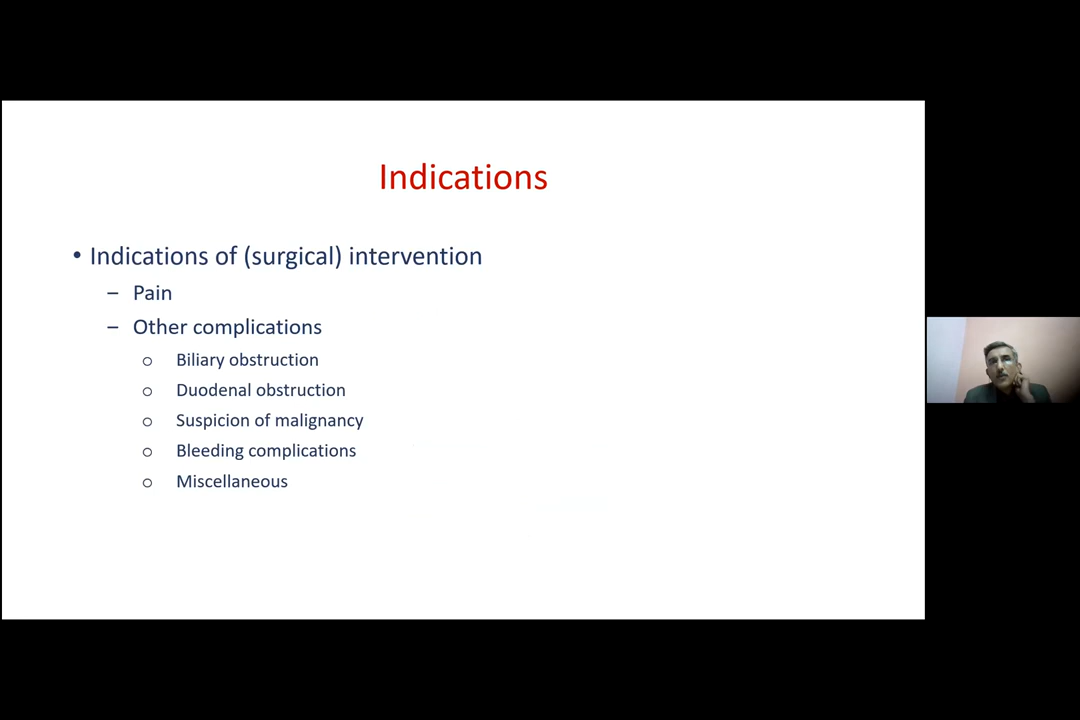 Indications
• Indications of (surgical) intervention
– Pain
– Other complications
o Biliary obstruction
o Duodenal obstruction
o Suspicion of malignancy
o Bleeding complications
o Miscellaneous